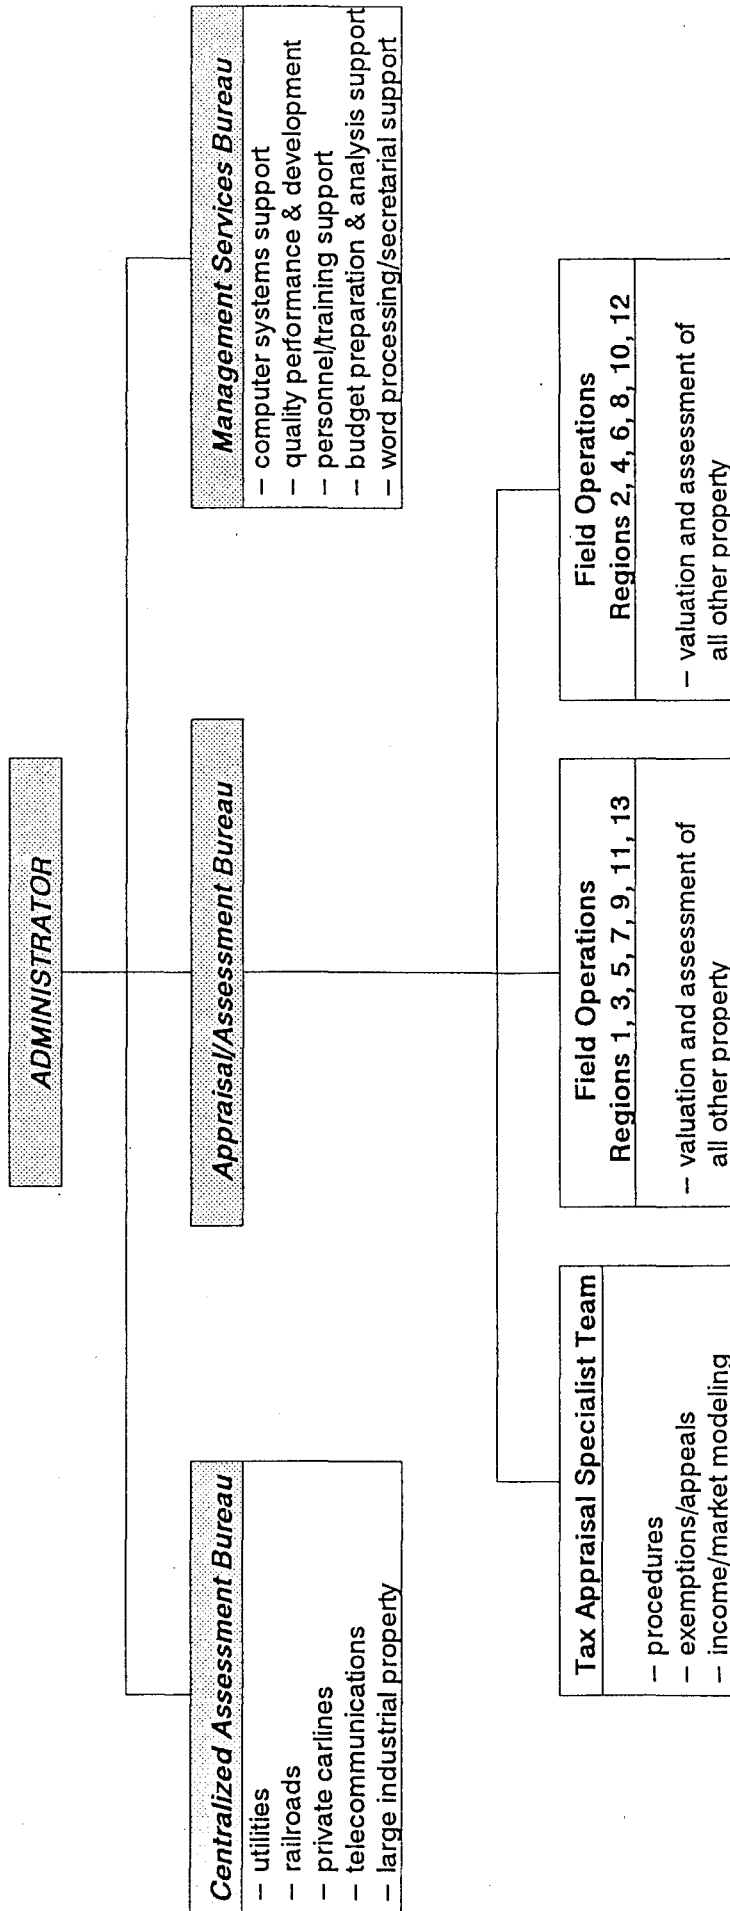 ADMINISTRATOR
Centralized Assessment Bureau
– utilities
– railroads
– private carlines
– telecommunications
– large industrial property
Appraisal/Assessment Bureau
Management Services Bureau
– computer systems support
– quality performance & development
– personnel/training support
– budget preparation & analysis support
– word processing/secretarial support
Tax Appraisal Specialist Team
– procedures
– exemptions/appeals
– income/market modeling
Field Operations
Regions 1, 3, 5, 7, 9, 11, 13
– valuation and assessment of
all other property
Field Operations
Regions 2, 4, 6, 8, 10, 12
– valuation and assessment of
all other property